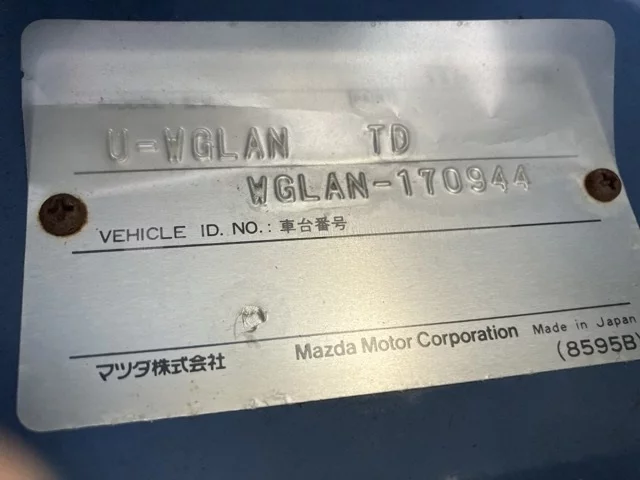 U-WGLAN TD
WGLAN-170944
VEHICLE ID. NO.: 車台番号
マツダ株式会社 Mazda Motor Corporation Made in Japan
(8595B)